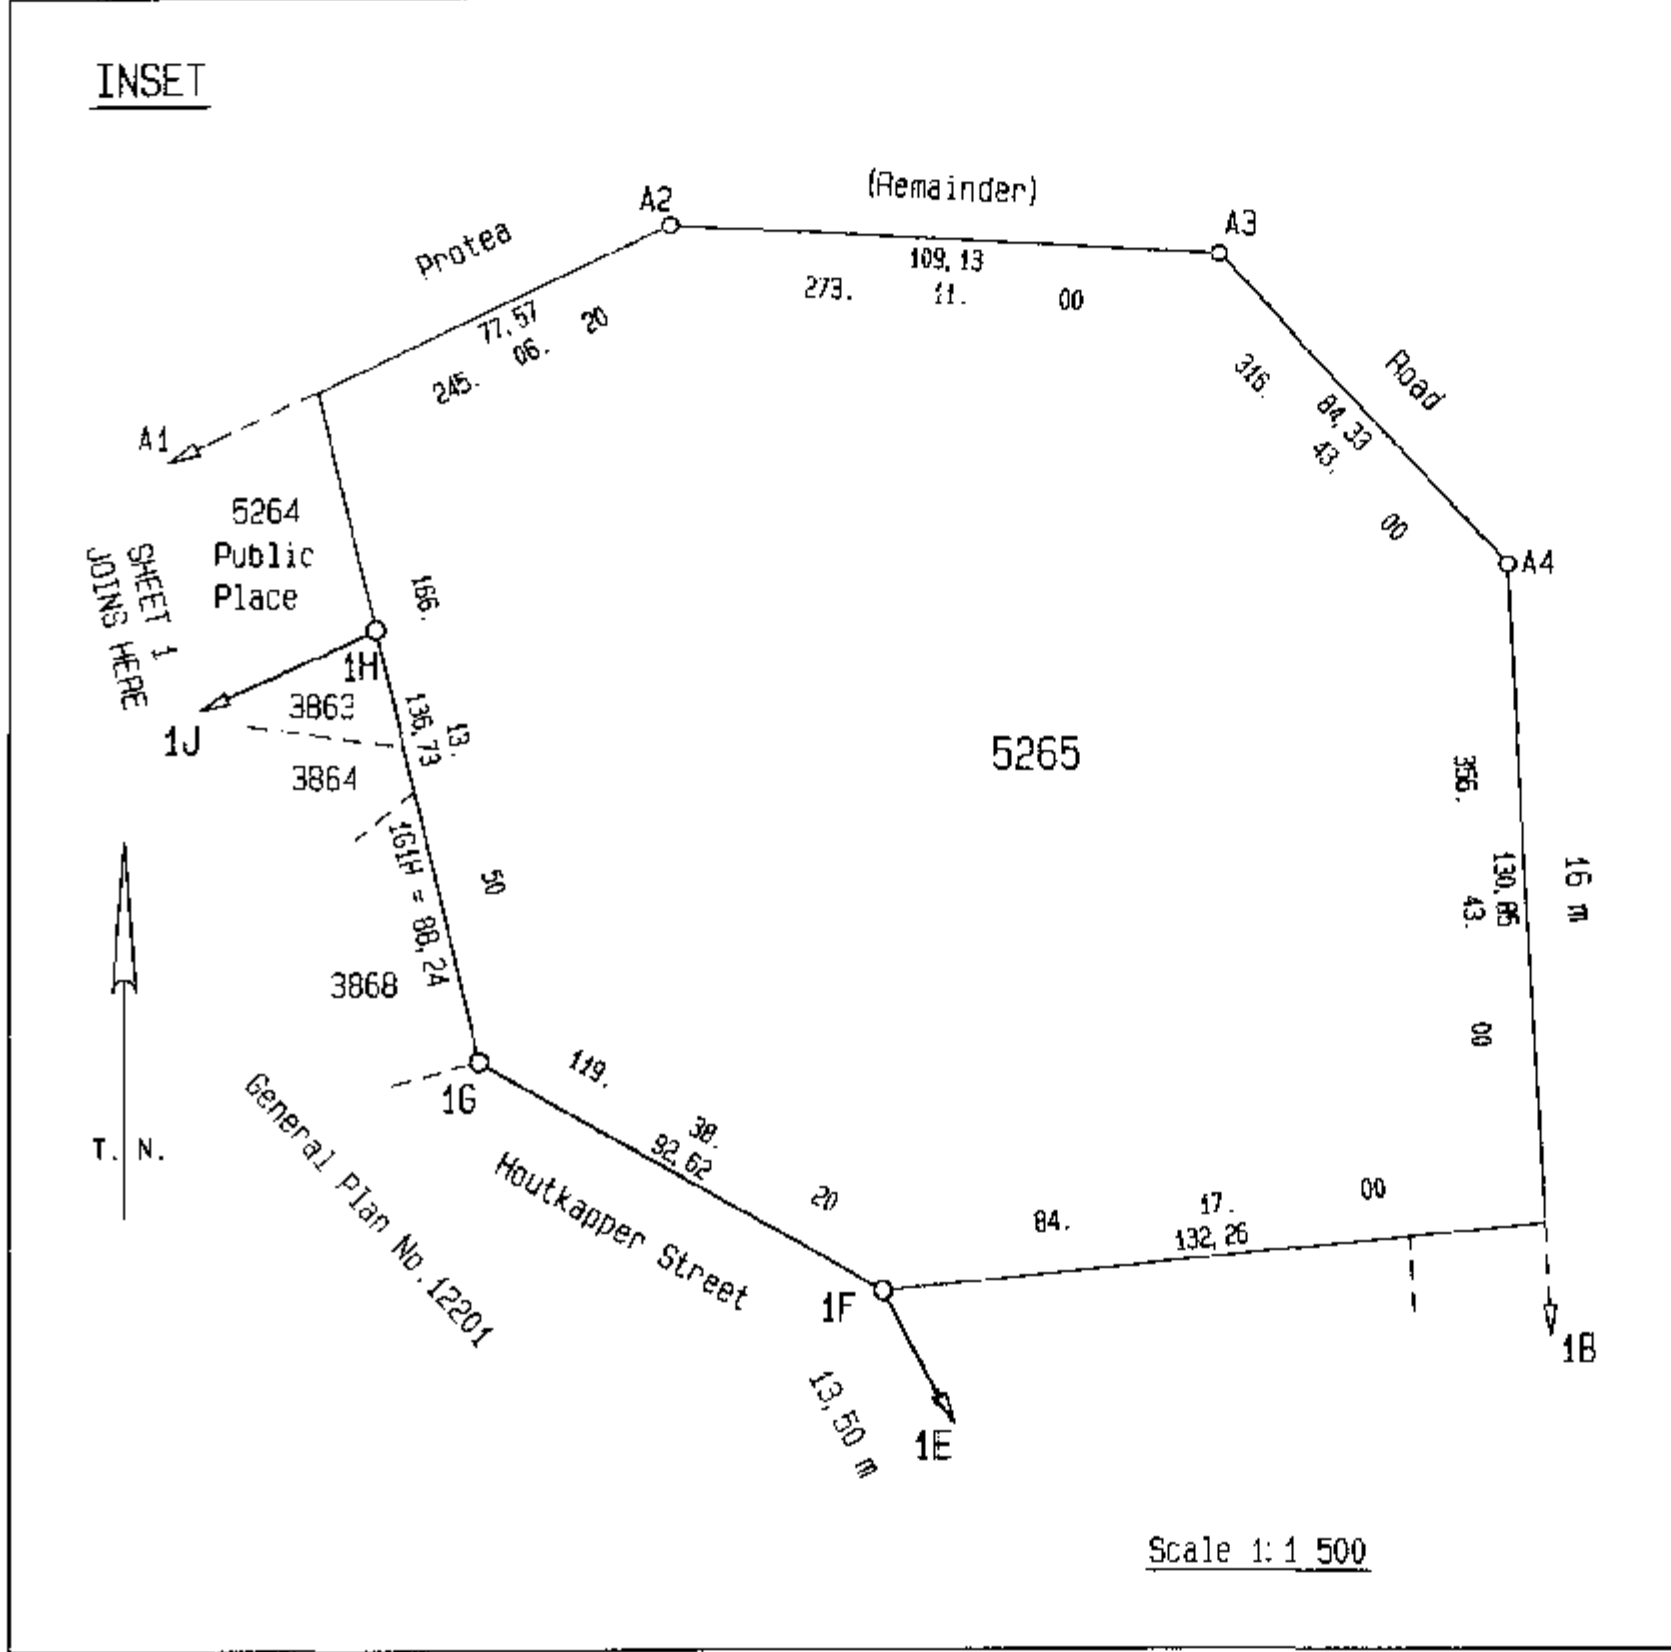 INSET
(Remainder)
A2
A3
Protea
109,13
273. 11. 00
77,57
245. 06. 20
Road
316. 43. 00
84,33
A1
A4
5264
Public
Place
SHEET 1
JOINS HERE
166. 13. 50
136,73
1H
3863
1J
3864
1G1H = 88,24
5265
356. 43. 00
130,85
16 m
3868
1G
T. N.
General Plan No.12201
119. 38. 20
92,62
Houtkapper Street
84. 17. 00
132,26
1F
1B
13,50 m
1E
Scale 1:1 500